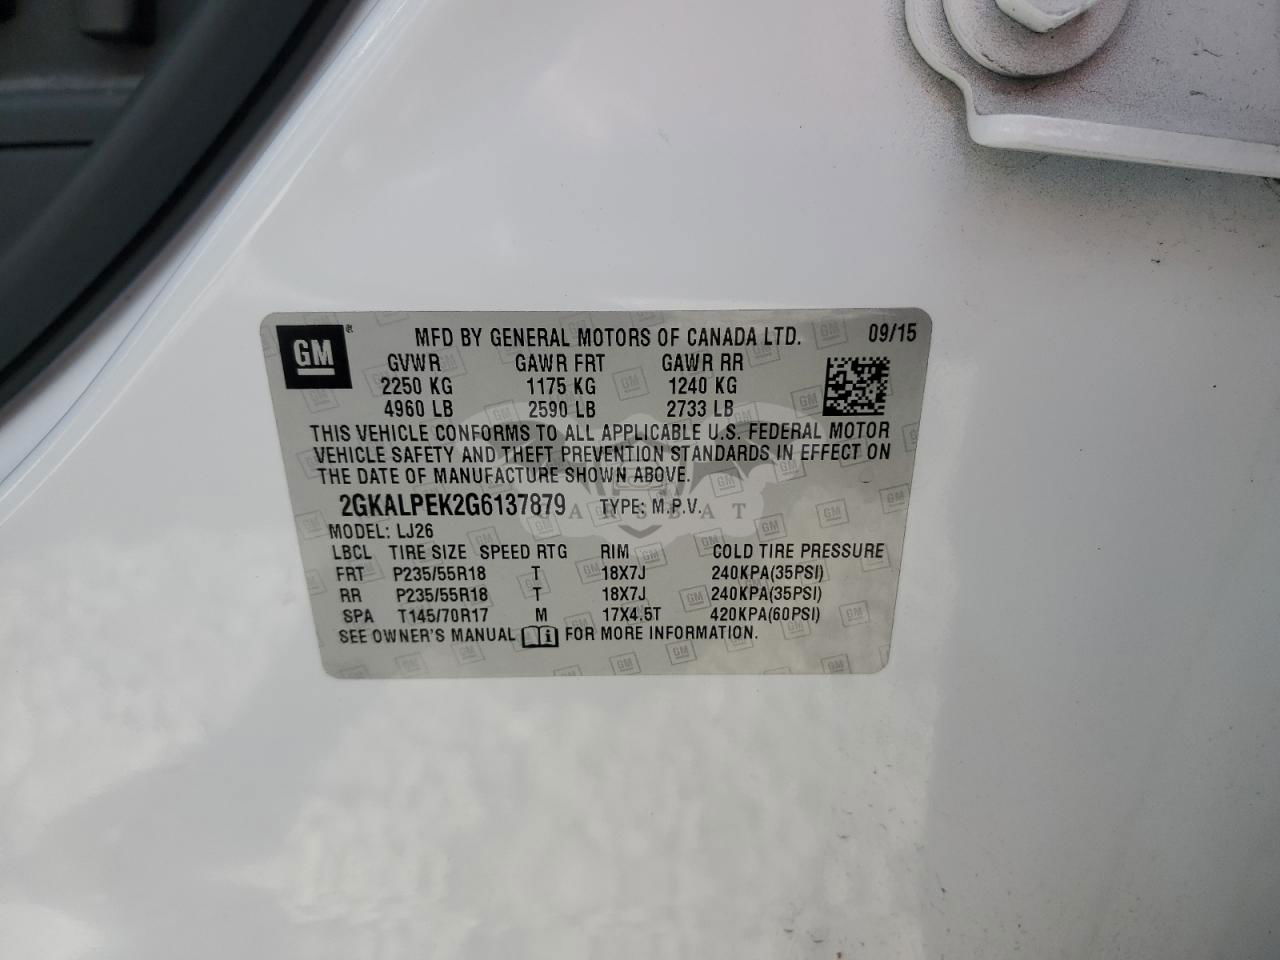 GM ® MFD BY GENERAL MOTORS OF CANADA LTD. 09/15
GVWR GAWR FRT GAWR RR
2250 KG 1175 KG 1240 KG
4960 LB 2590 LB 2733 LB
THIS VEHICLE CONFORMS TO ALL APPLICABLE U.S. FEDERAL MOTOR
VEHICLE SAFETY AND THEFT PREVENTION STANDARDS IN EFFECT ON
THE DATE OF MANUFACTURE SHOWN ABOVE.
2GKALPEK2G6137879 TYPE: M.P.V.
CARSBAT
MODEL: LJ26
LBCL TIRE SIZE SPEED RTG RIM COLD TIRE PRESSURE
FRT P235/55R18 T 18X7J 240KPA(35PSI)
RR P235/55R18 T 18X7J 240KPA(35PSI)
SPA T145/70R17 M 17X4.5T 420KPA(60PSI)
SEE OWNER'S MANUAL i FOR MORE INFORMATION.